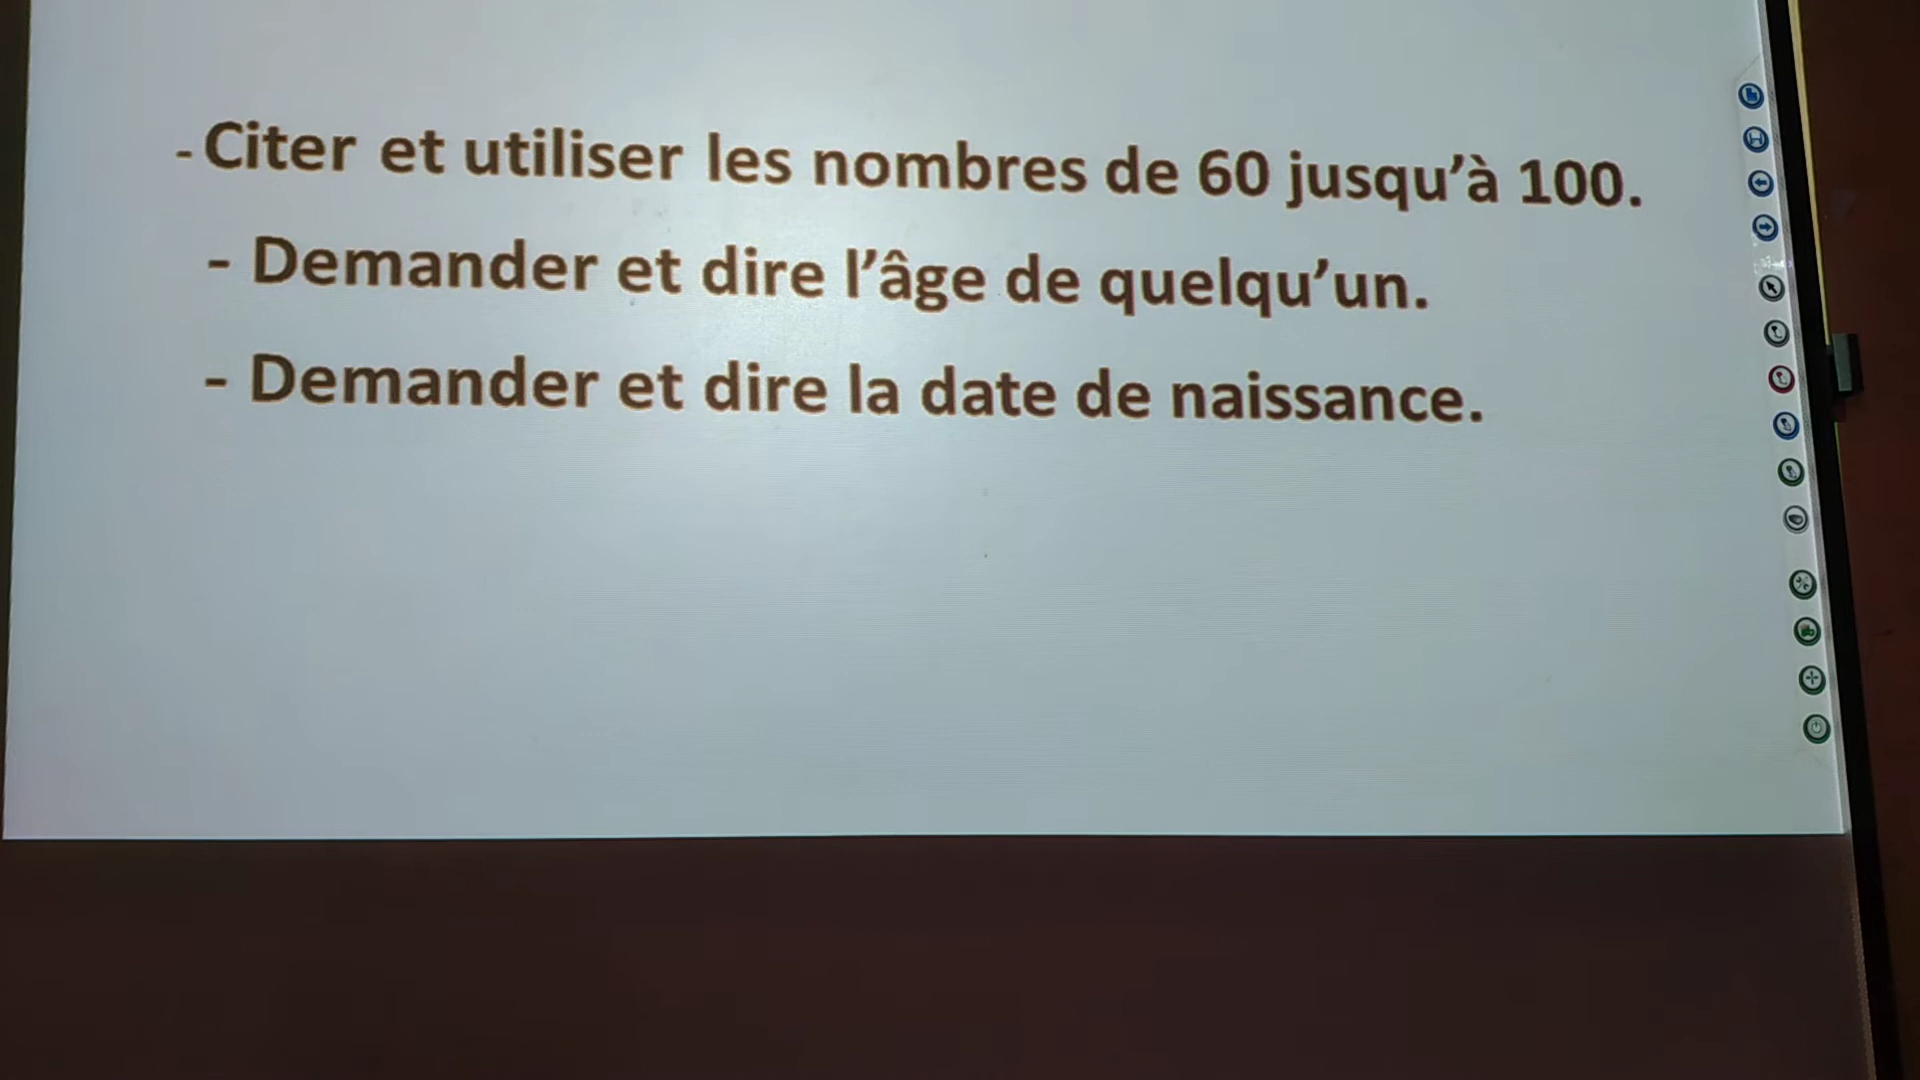 - Citer et utiliser les nombres de 60 jusqu’à 100.
- Demander et dire l’âge de quelqu’un.
- Demander et dire la date de naissance.